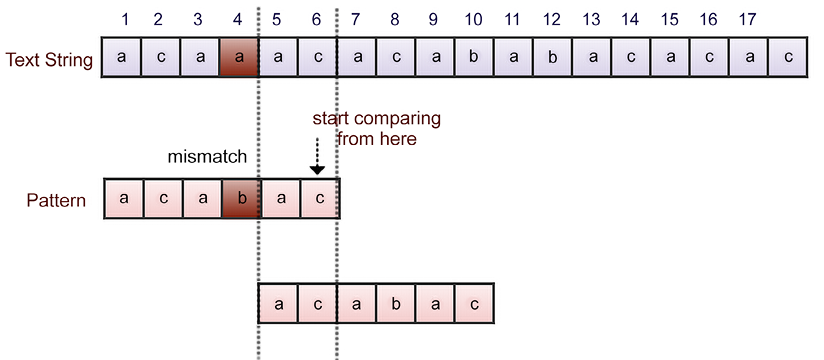 1 2 3 4 5 6 7 8 9 10 11 12 13 14 15 16 17
Text String a c a a a c a c a b a b a c a c a c
start comparing
from here
mismatch
Pattern a c a b a c
a c a b a c